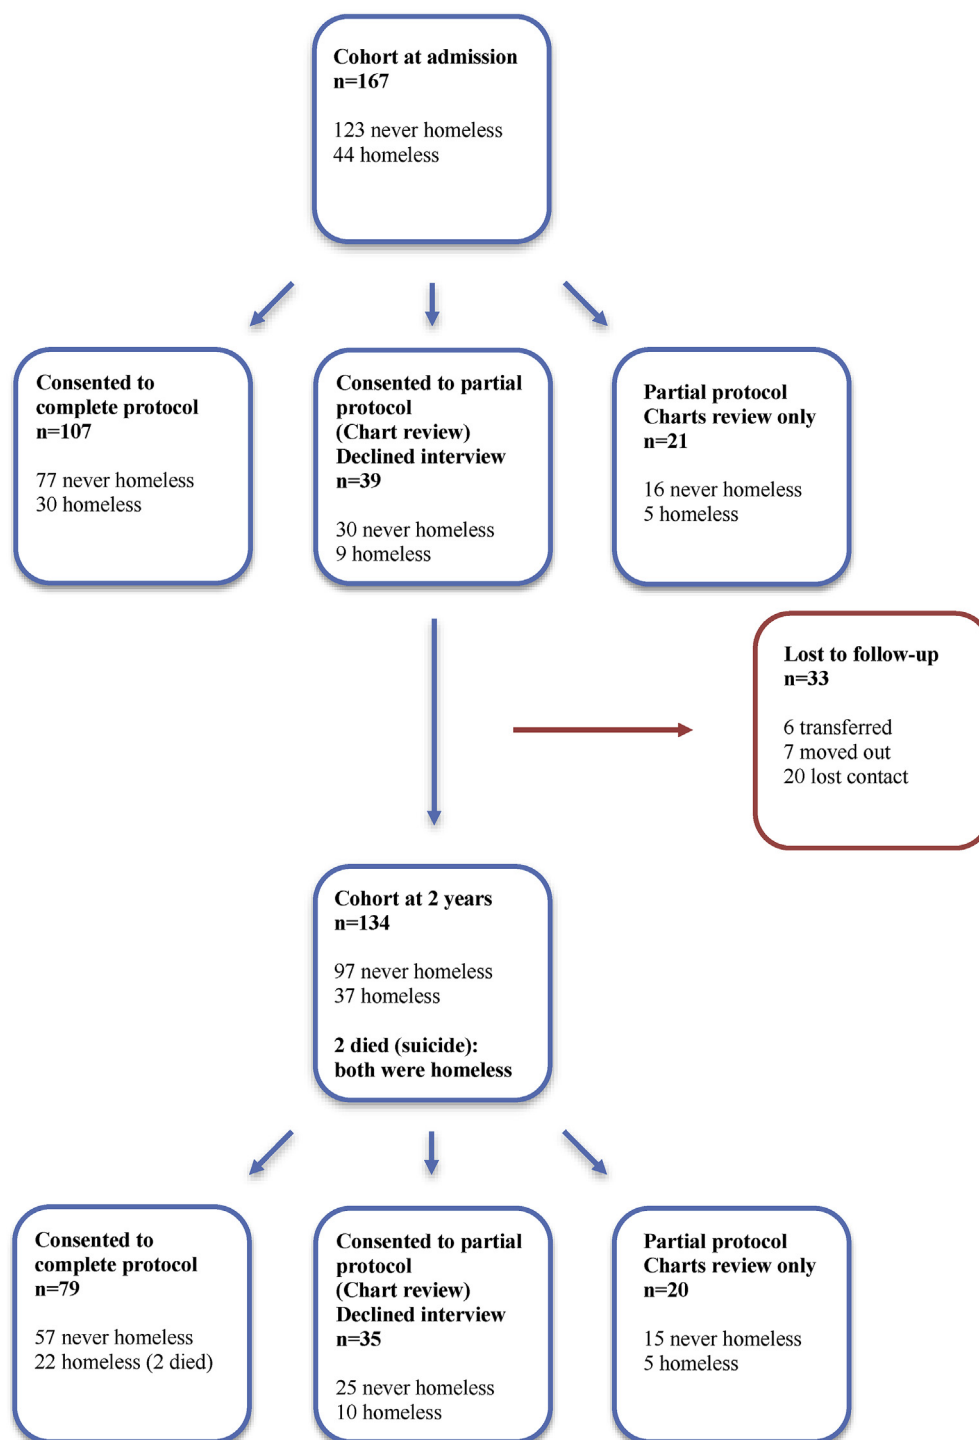 Cohort at admission
n=167
123 never homeless
44 homeless
Consented to
complete protocol
n=107
77 never homeless
30 homeless
Consented to partial
protocol
(Chart review)
Declined interview
n=39
30 never homeless
9 homeless
Partial protocol
Charts review only
n=21
16 never homeless
5 homeless
Lost to follow-up
n=33
6 transferred
7 moved out
20 lost contact
Cohort at 2 years
n=134
97 never homeless
37 homeless
2 died (suicide):
both were homeless
Consented to
complete protocol
n=79
57 never homeless
22 homeless (2 died)
Consented to partial
protocol
(Chart review)
Declined interview
n=35
25 never homeless
10 homeless
Partial protocol
Charts review only
n=20
15 never homeless
5 homeless